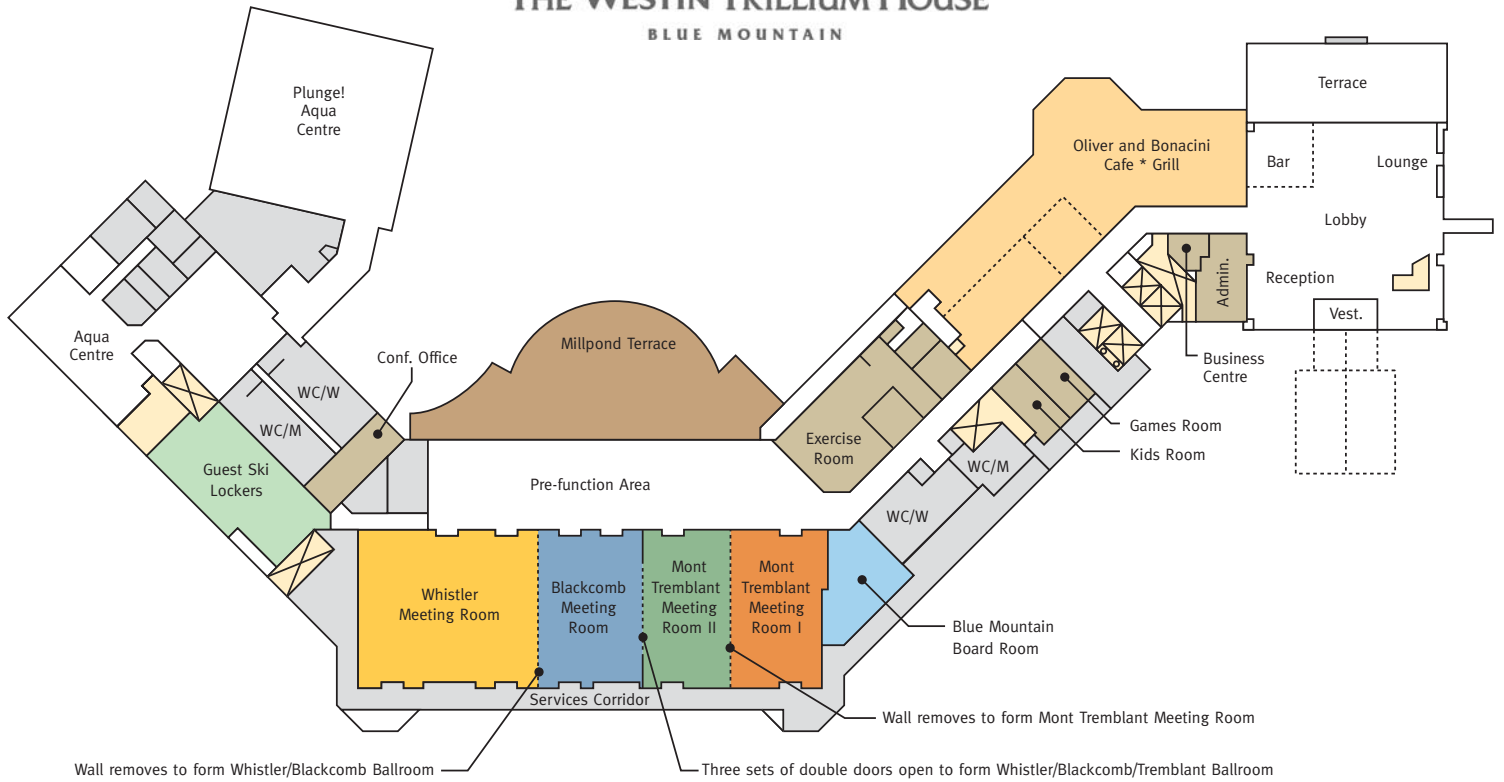 THE WESTIN TRILLIUM HOUSE
BLUE MOUNTAIN
Plunge!
Aqua
Centre
Terrace
Oliver and Bonacini
Cafe * Grill
Bar
Lounge
Lobby
Reception
Admin.
Vest.
Business
Centre
Aqua
Centre
Conf. Office
Millpond Terrace
WC/W
WC/M
Guest Ski
Lockers
Exercise
Room
Games Room
Kids Room
WC/M
WC/W
Pre-function Area
Whistler
Meeting Room
Blackcomb
Meeting
Room
Mont
Tremblant
Meeting
Room II
Mont
Tremblant
Meeting
Room I
Blue Mountain
Board Room
Services Corridor
Wall removes to form Mont Tremblant Meeting Room
Wall removes to form Whistler/Blackcomb Ballroom
Three sets of double doors open to form Whistler/Blackcomb/Tremblant Ballroom